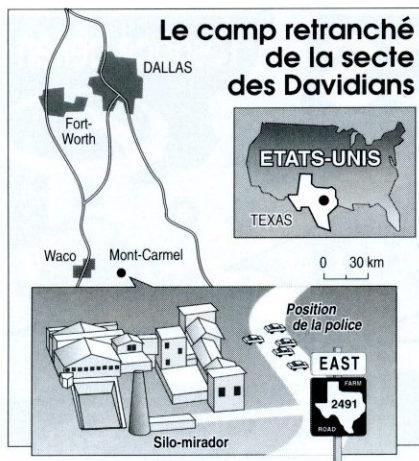 Le camp retranché
de la secte
des Davidians
DALLAS
Fort-
Worth
ETATS-UNIS
TEXAS
Waco
Mont-Carmel
0 30 km
Position
de la police
EAST
FARM
2491
ROAD
Silo-mirador